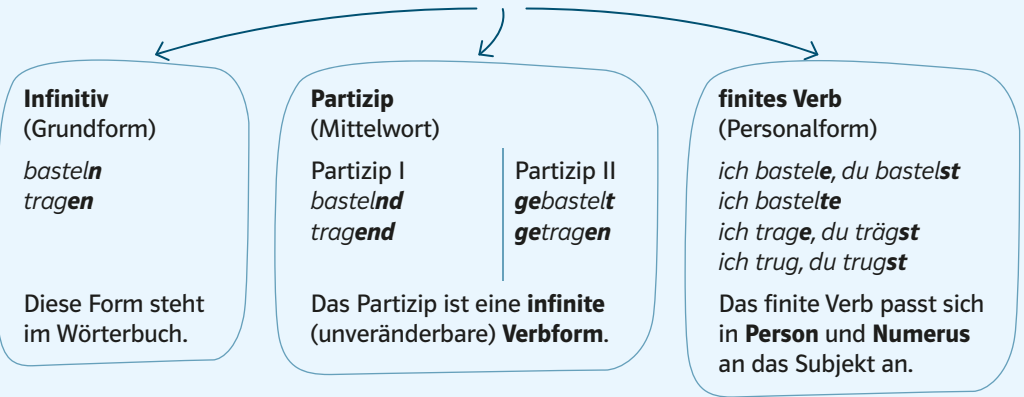 Infinitiv
(Grundform)
basteln
tragen
Diese Form steht
im Wörterbuch.
Partizip
(Mittelwort)
Partizip I
bastelnd
tragend
Partizip II
gebastelt
getragen
Das Partizip ist eine infinite
(unveränderbare) Verbform.
finites Verb
(Personalform)
ich bastele, du bastelst
ich bastelte
ich trage, du trägst
ich trug, du trugst
Das finite Verb passt sich
in Person und Numerus
an das Subjekt an.